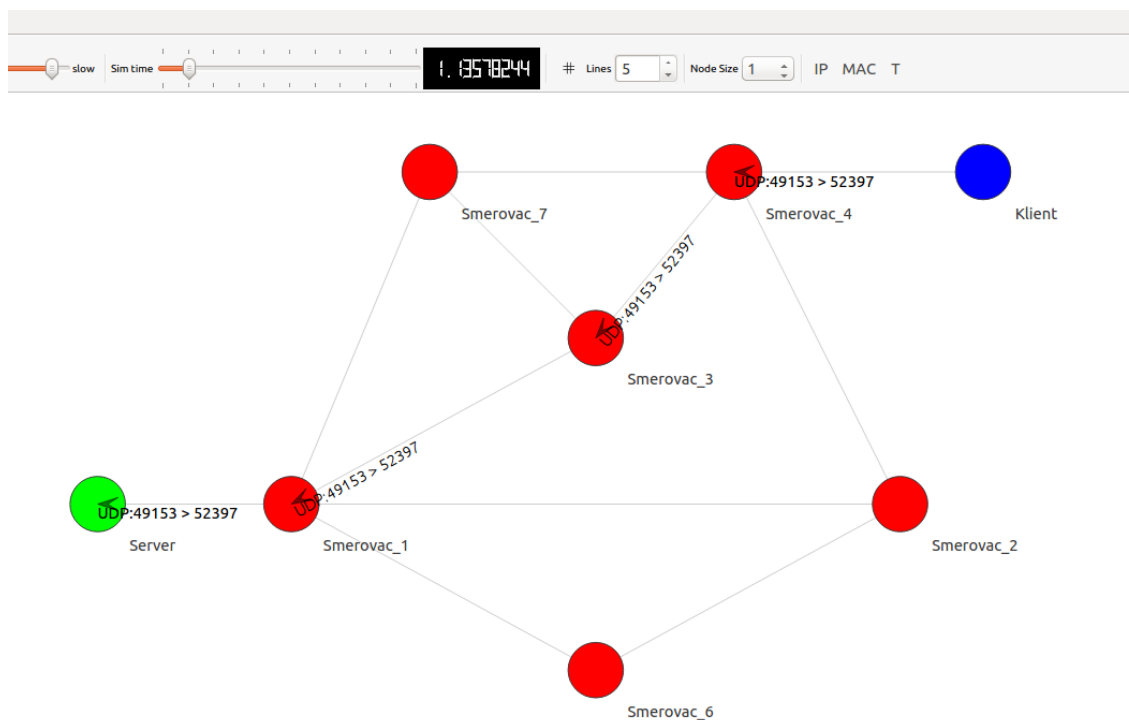 slow Sim time 1.13578244 # Lines 5 Node Size 1 IP MAC T
UDP:49153 > 52397
Smerovac_7
Smerovac_4
Klient
UDP:49153 > 52397
Smerovac_3
UDP:49153 > 52397
UDP:49153 > 52397
Server
Smerovac_1
Smerovac_2
Smerovac_6